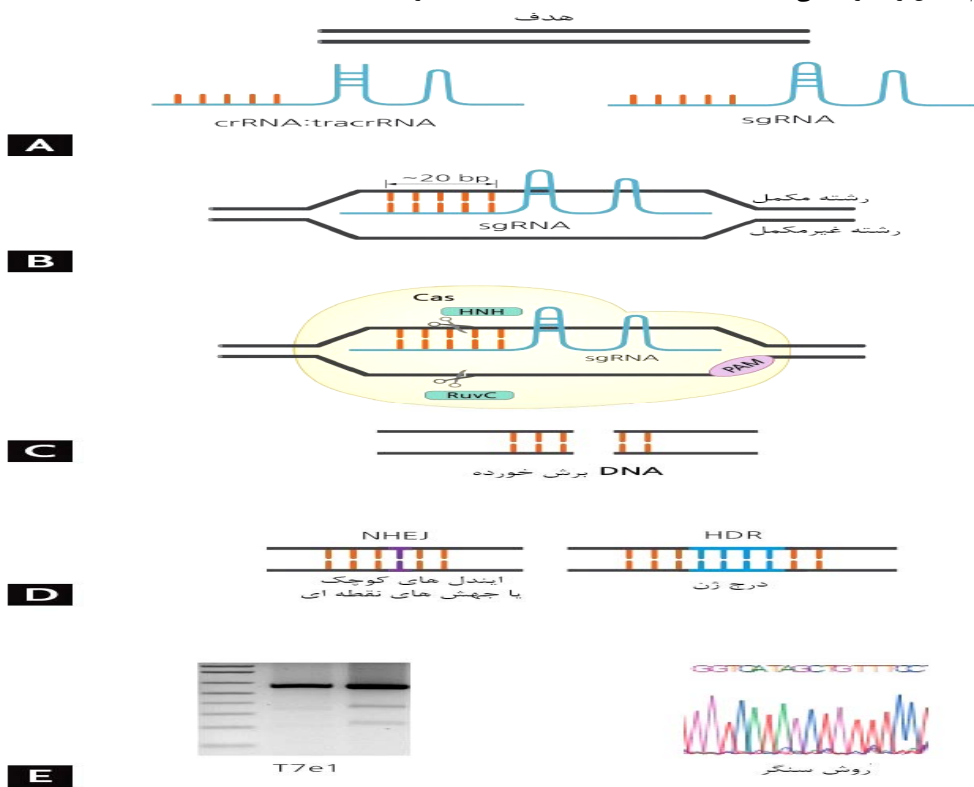 هدف
crRNA:tracrRNA
sgRNA
A
~20 bp
رشته مکمل
sgRNA
رشته غیرمکمل
B
Cas
HNH
sgRNA
PAM
RuvC
C
DNA برش خورده
NHEJ
HDR
ایندل های کوچک
یا جهش های نقطه ای
درج ژن
D
T7e1
روش سنگر
E